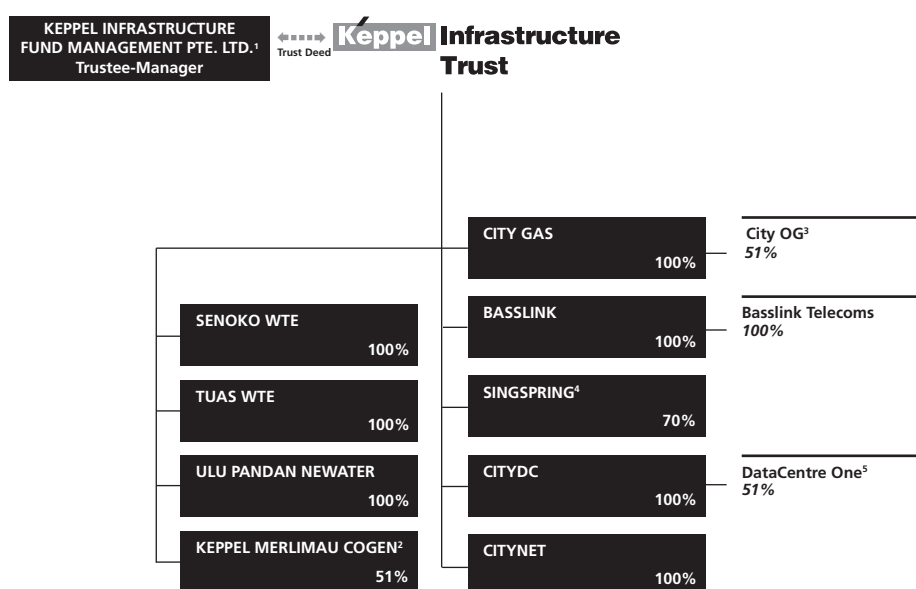 KEPPEL INFRASTRUCTURE
FUND MANAGEMENT PTE. LTD.¹
Trustee-Manager
Trust Deed
Keppel Infrastructure
Trust
SENOKO WTE
100%
TUAS WTE
100%
ULU PANDAN NEWATER
100%
KEPPEL MERLIMAU COGEN²
51%
CITY GAS
100%
City OG³
51%
BASSLINK
100%
Basslink Telecoms
100%
SINGSPRING⁴
70%
CITYDC
100%
DataCentre One⁵
51%
CITYNET
100%